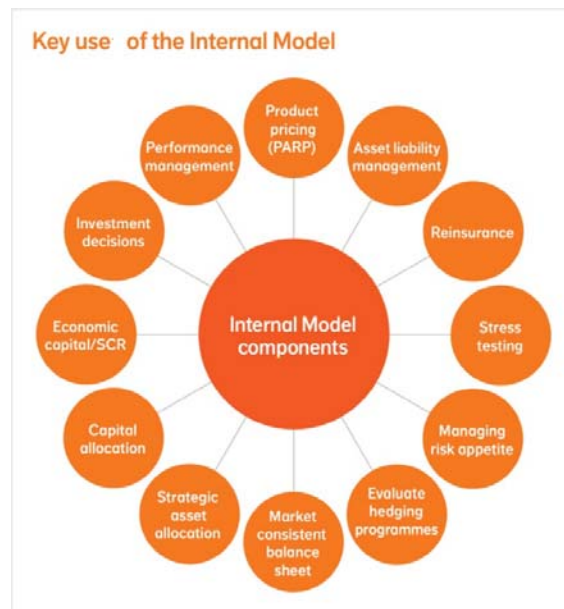 Key use of the Internal Model
Product
pricing
(PARP)
Asset liability
management
Reinsurance
Stress
testing
Managing
risk appetite
Evaluate
hedging
programmes
Market
consistent
balance
sheet
Strategic
asset
allocation
Capital
allocation
Economic
capital/SCR
Investment
decisions
Performance
management
Internal Model
components